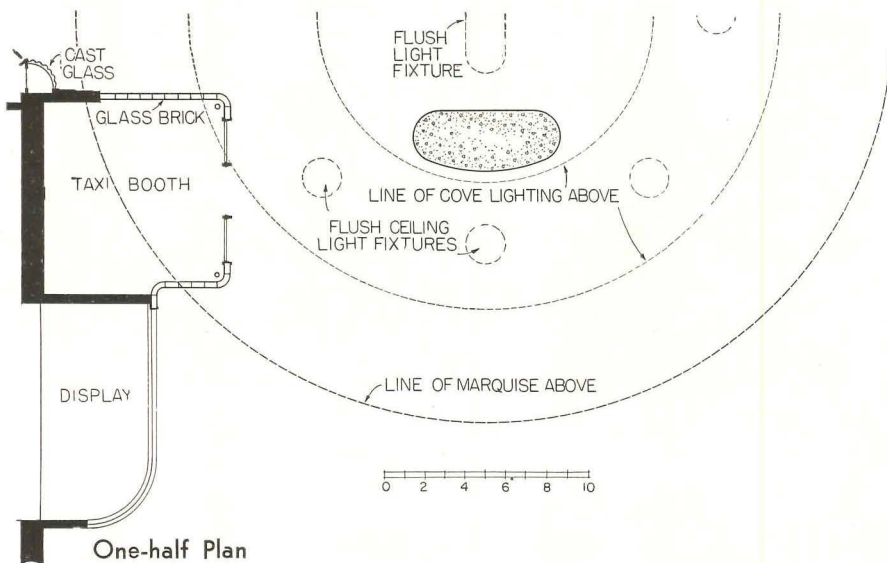 CAST
GLASS
FLUSH
LIGHT
FIXTURE
GLASS BRICK
TAXI BOOTH
LINE OF COVE LIGHTING ABOVE
FLUSH CEILING
LIGHT FIXTURES
DISPLAY
LINE OF MARQUISE ABOVE
0 2 4 6 8 10
One-half Plan